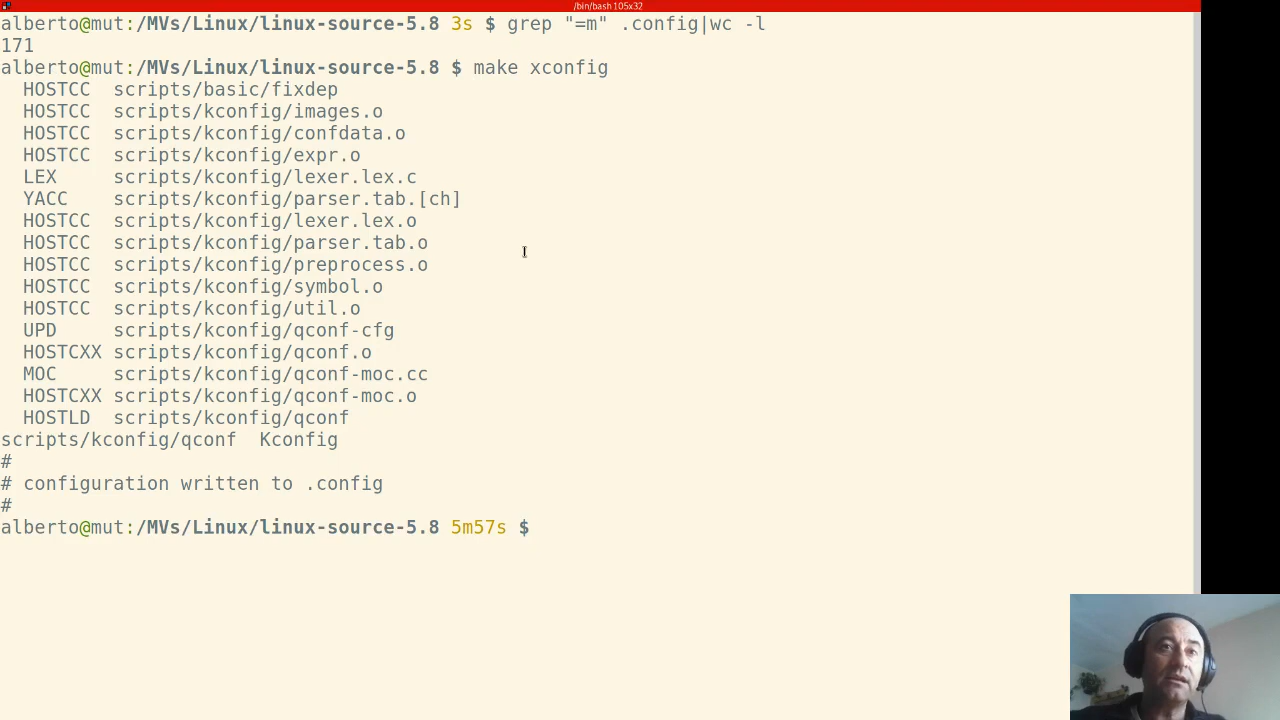 /bin/bash 105x32
alberto@mut:/MVs/Linux/linux-source-5.8 3s $ grep "=m" .config|wc -l
171
alberto@mut:/MVs/Linux/linux-source-5.8 $ make xconfig
  HOSTCC  scripts/basic/fixdep
  HOSTCC  scripts/kconfig/images.o
  HOSTCC  scripts/kconfig/confdata.o
  HOSTCC  scripts/kconfig/expr.o
  LEX     scripts/kconfig/lexer.lex.c
  YACC    scripts/kconfig/parser.tab.[ch]
  HOSTCC  scripts/kconfig/lexer.lex.o
  HOSTCC  scripts/kconfig/parser.tab.o
  HOSTCC  scripts/kconfig/preprocess.o
  HOSTCC  scripts/kconfig/symbol.o
  HOSTCC  scripts/kconfig/util.o
  UPD     scripts/kconfig/qconf-cfg
  HOSTCXX scripts/kconfig/qconf.o
  MOC     scripts/kconfig/qconf-moc.cc
  HOSTCXX scripts/kconfig/qconf-moc.o
  HOSTLD  scripts/kconfig/qconf
scripts/kconfig/qconf  Kconfig
#
# configuration written to .config
#
alberto@mut:/MVs/Linux/linux-source-5.8 5m57s $